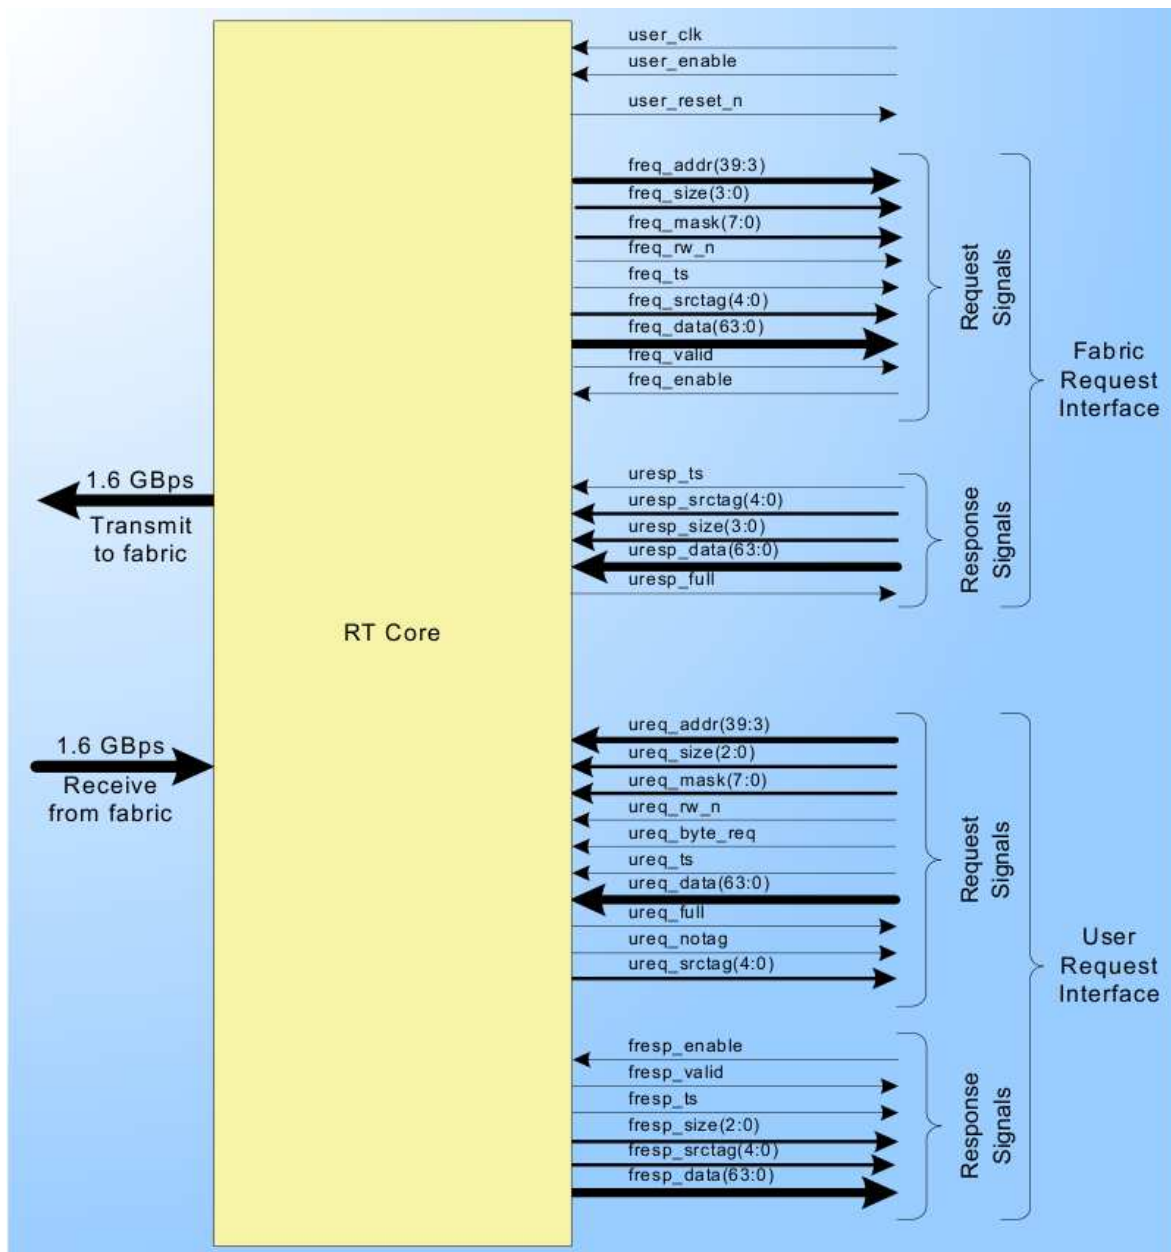 user_clk
user_enable
user_reset_n
freq_addr(39:3)
freq_size(3:0)
freq_mask(7:0)
freq_rw_n
freq_ts
freq_srctag(4:0)
freq_data(63:0)
freq_valid
freq_enable
Request
Signals
Fabric
Request
Interface
1.6 GBps
Transmit
to fabric
uresp_ts
uresp_srctag(4:0)
uresp_size(3:0)
uresp_data(63:0)
uresp_full
Response
Signals
RT Core
1.6 GBps
Receive
from fabric
ureq_addr(39:3)
ureq_size(2:0)
ureq_mask(7:0)
ureq_rw_n
ureq_byte_req
ureq_ts
ureq_data(63:0)
ureq_full
ureq_notag
ureq_srctag(4:0)
Request
Signals
User
Request
Interface
fresp_enable
fresp_valid
fresp_ts
fresp_size(2:0)
fresp_srctag(4:0)
fresp_data(63:0)
Response
Signals